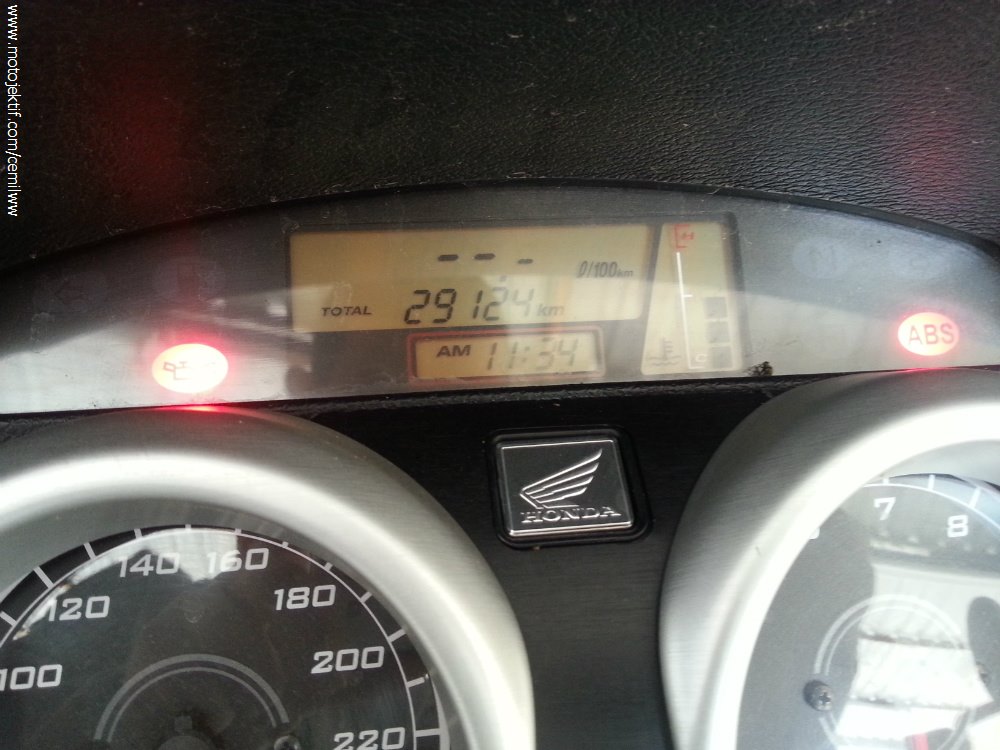 www.motojektif.com/cemilww
--- ℓ/100km
TOTAL 29124 km
AM 11:34
H
C
ABS
HONDA
100
120
140
160
180
200
220
7
8